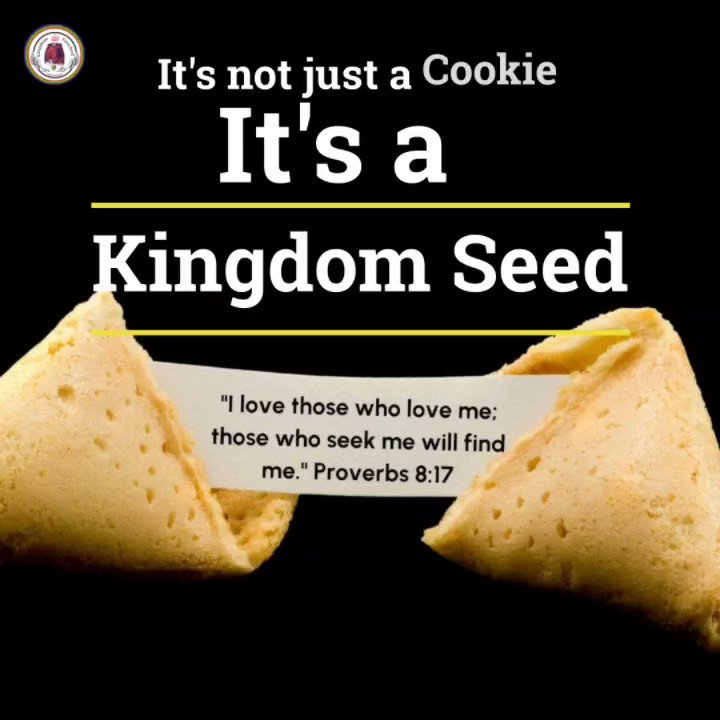 It's not just a Cookie
It's a
Kingdom Seed
"I love those who love me;
those who seek me will find
me." Proverbs 8:17